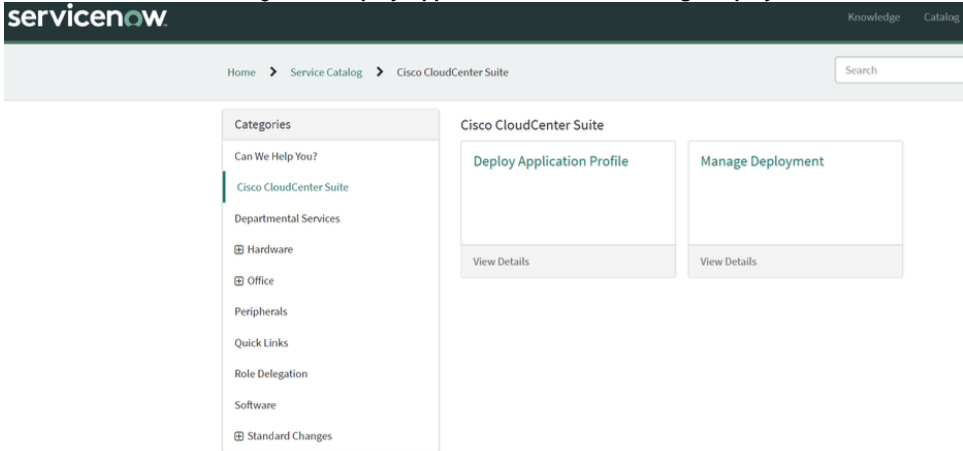 servicenow
Knowledge Catalog
Home > Service Catalog > Cisco CloudCenter Suite
Search
Categories
Can We Help You?
Cisco CloudCenter Suite
Departmental Services
Hardware
Office
Peripherals
Quick Links
Role Delegation
Software
Standard Changes
Cisco CloudCenter Suite
Deploy Application Profile
View Details
Manage Deployment
View Details